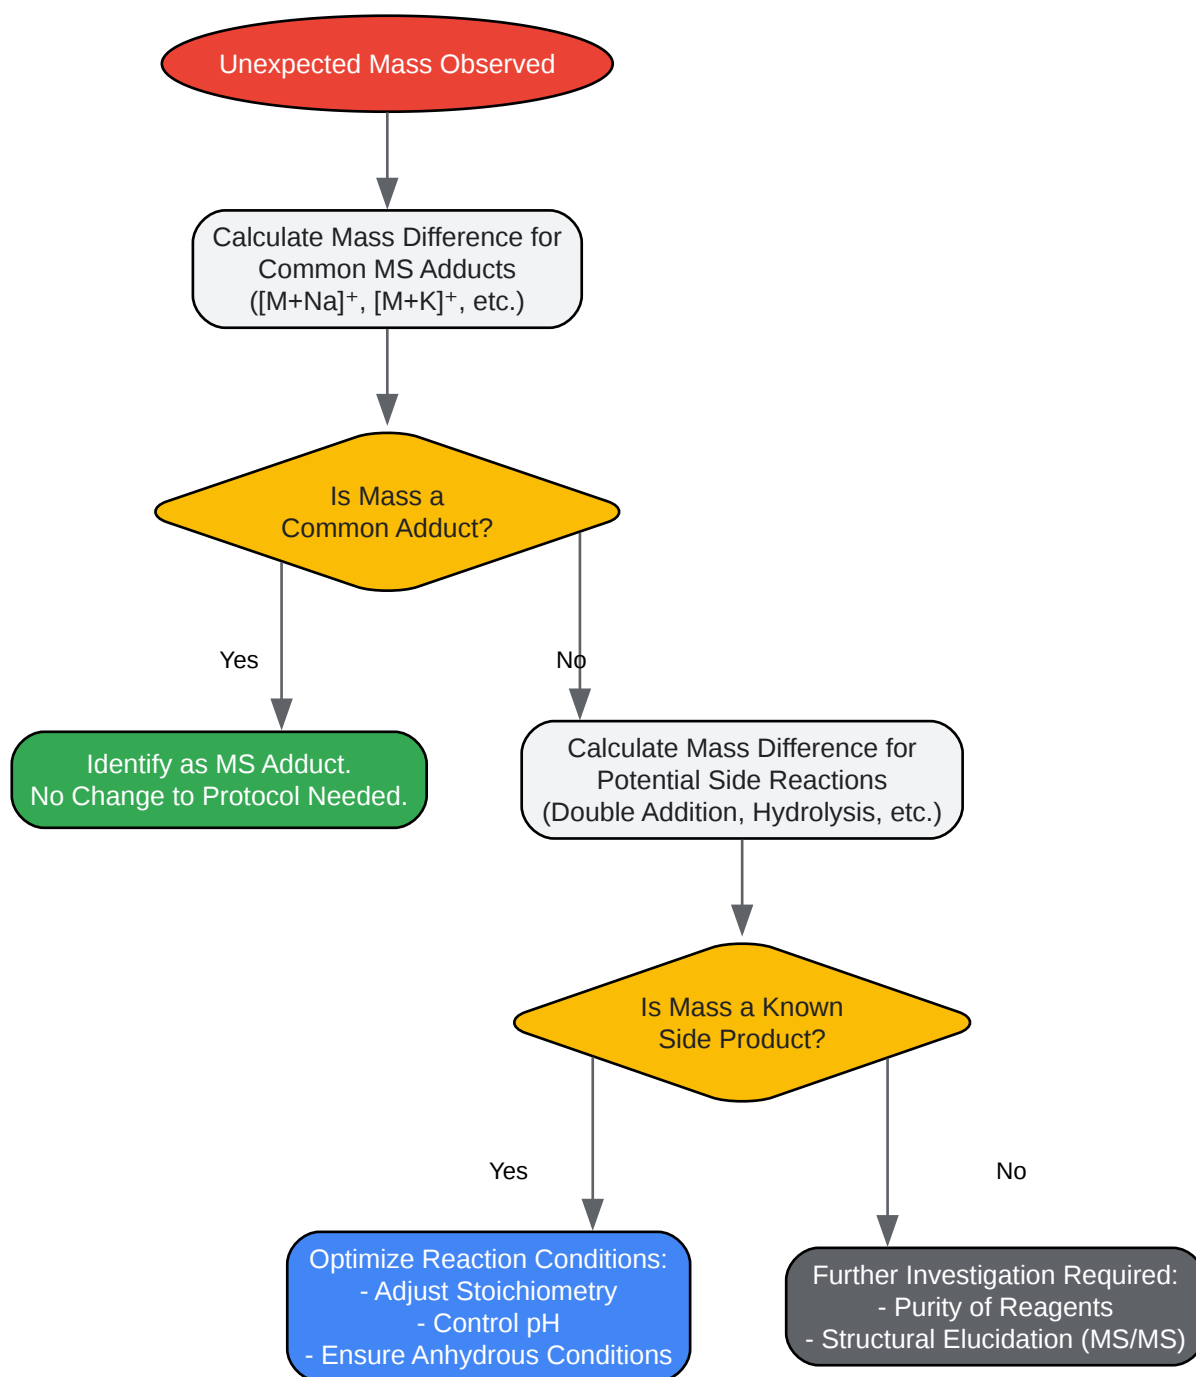 Unexpected Mass Observed
Calculate Mass Difference for
Common MS Adducts
([M+Na]⁺, [M+K]⁺, etc.)
Is Mass a
Common Adduct?
Yes
No
Identify as MS Adduct.
No Change to Protocol Needed.
Calculate Mass Difference for
Potential Side Reactions
(Double Addition, Hydrolysis, etc.)
Is Mass a Known
Side Product?
Yes
No
Optimize Reaction Conditions:
- Adjust Stoichiometry
- Control pH
- Ensure Anhydrous Conditions
Further Investigation Required:
- Purity of Reagents
- Structural Elucidation (MS/MS)